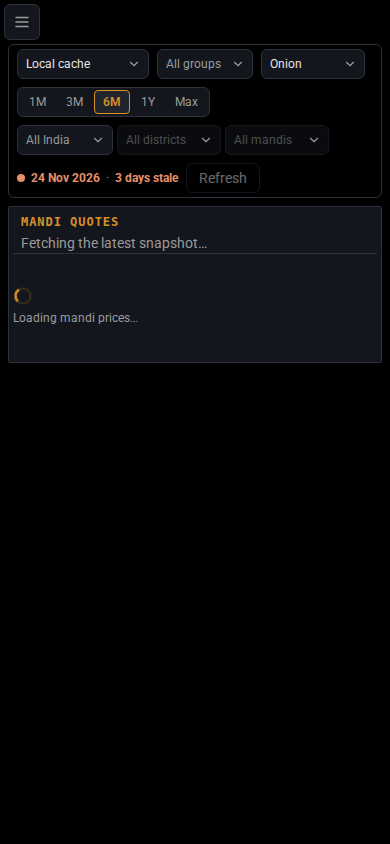 Local cache
All groups
Onion
1M 3M 6M 1Y Max
All India
All districts
All mandis
24 Nov 2026 · 3 days stale
Refresh
MANDI QUOTES
Fetching the latest snapshot…
Loading mandi prices…